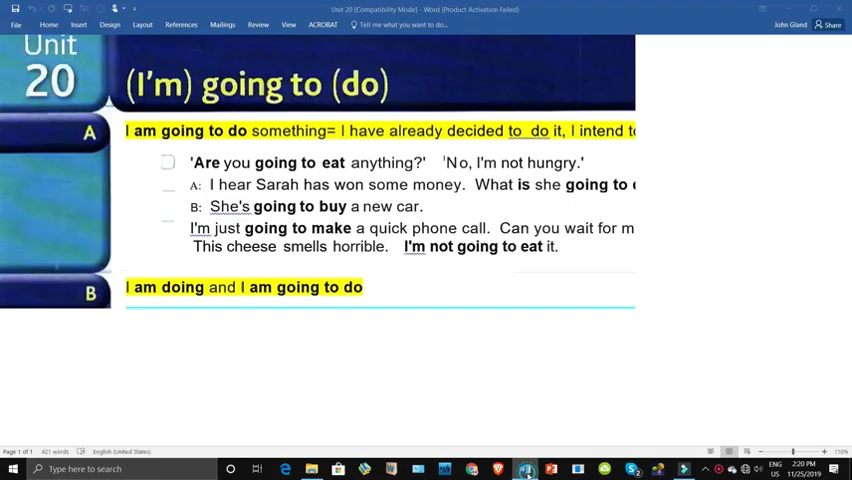 Unit 20 [Compatibility Mode] - Word (Product Activation Failed)
File Home Insert Design Layout References Mailings Review View ACROBAT Tell me what you want to do... John Gland Share
Unit
20
(I'm) going to (do)
A
I am going to do something= I have already decided to do it, I intend to
'Are you going to eat anything?' 'No, I'm not hungry.'
A: I hear Sarah has won some money. What is she going to d
B: She's going to buy a new car.
I'm just going to make a quick phone call. Can you wait for m
This cheese smells horrible. I'm not going to eat it.
B
I am doing and I am going to do
Page 1 of 1 421 words English (United States) 110%
Type here to search
ENG
US
2:20 PM
11/25/2019